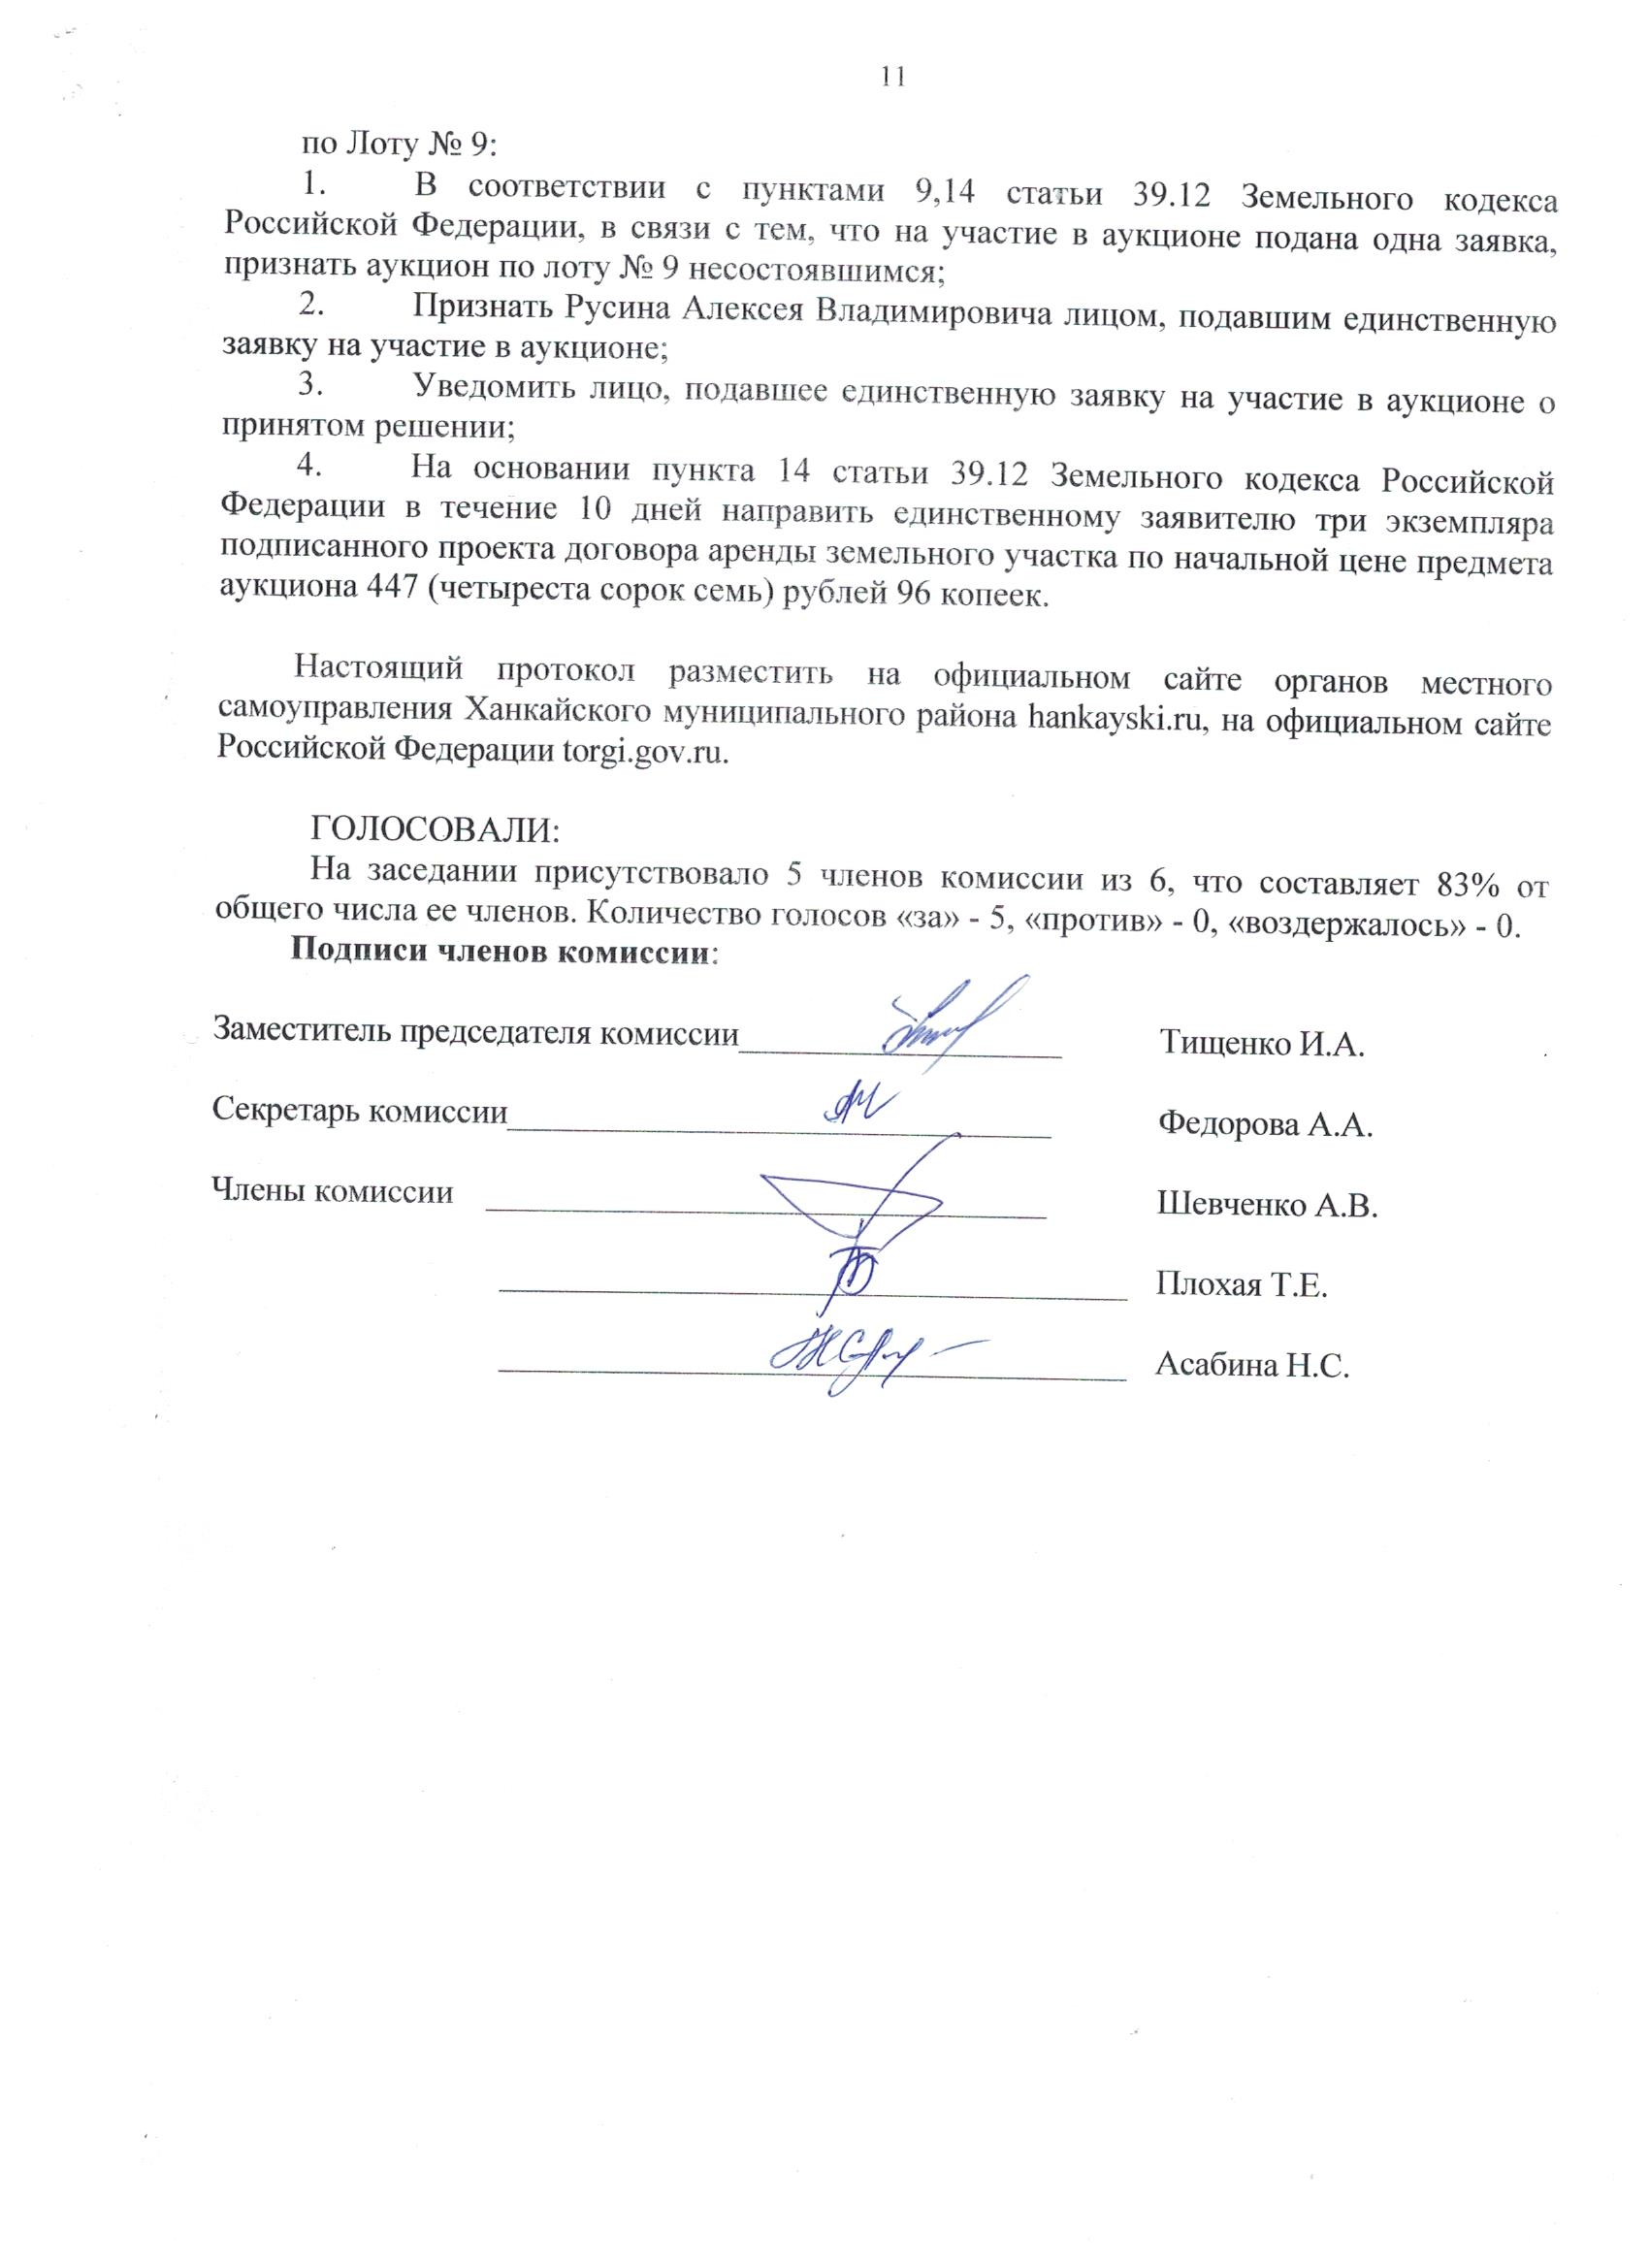 11
по Лоту № 9:
1. В соответствии с пунктами 9,14 статьи 39.12 Земельного кодекса
Российской Федерации, в связи с тем, что на участие в аукционе подана одна заявка,
признать аукцион по лоту № 9 несостоявшимся;
2. Признать Русина Алексея Владимировича лицом, подавшим единственную
заявку на участие в аукционе;
3. Уведомить лицо, подавшее единственную заявку на участие в аукционе о
принятом решении;
4. На основании пункта 14 статьи 39.12 Земельного кодекса Российской
Федерации в течение 10 дней направить единственному заявителю три экземпляра
подписанного проекта договора аренды земельного участка по начальной цене предмета
аукциона 447 (четыреста сорок семь) рублей 96 копеек.
Настоящий протокол разместить на официальном сайте органов местного
самоуправления Ханкайского муниципального района hankayski.ru, на официальном сайте
Российской Федерации torgi.gov.ru.
ГОЛОСОВАЛИ:
На заседании присутствовало 5 членов комиссии из 6, что составляет 83% от
общего числа ее членов. Количество голосов «за» - 5, «против» - 0, «воздержалось» - 0.
Подписи членов комиссии:
Заместитель председателя комиссии Тищенко И.А.
Секретарь комиссии Федорова А.А.
Члены комиссии Шевченко А.В.
Плохая Т.Е.
Асабина Н.С.